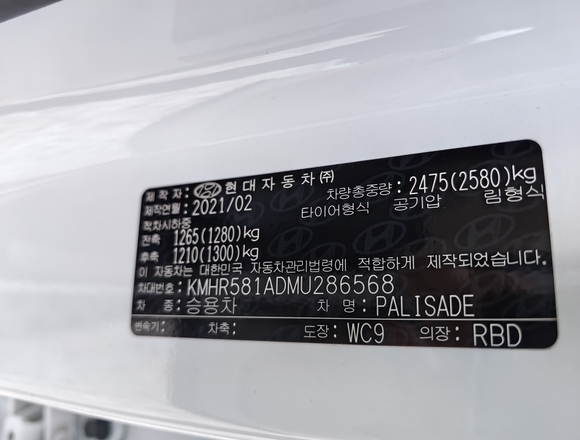 제작자: 현대자동차㈜
제작연월: 2021/02 차량총중량: 2475(2580)kg
적차시하중 타이어형식 공기압 림형식
전축 1265(1280)kg
후축 1210(1300)kg
이 자동차는 대한민국 자동차관리법령에 적합하게 제작되었습니다.
차대번호: KMHR581ADMU286568
차 종: 승용차 차 명: PALISADE
변속기: 차축: 도장: WC9 의장: RBD